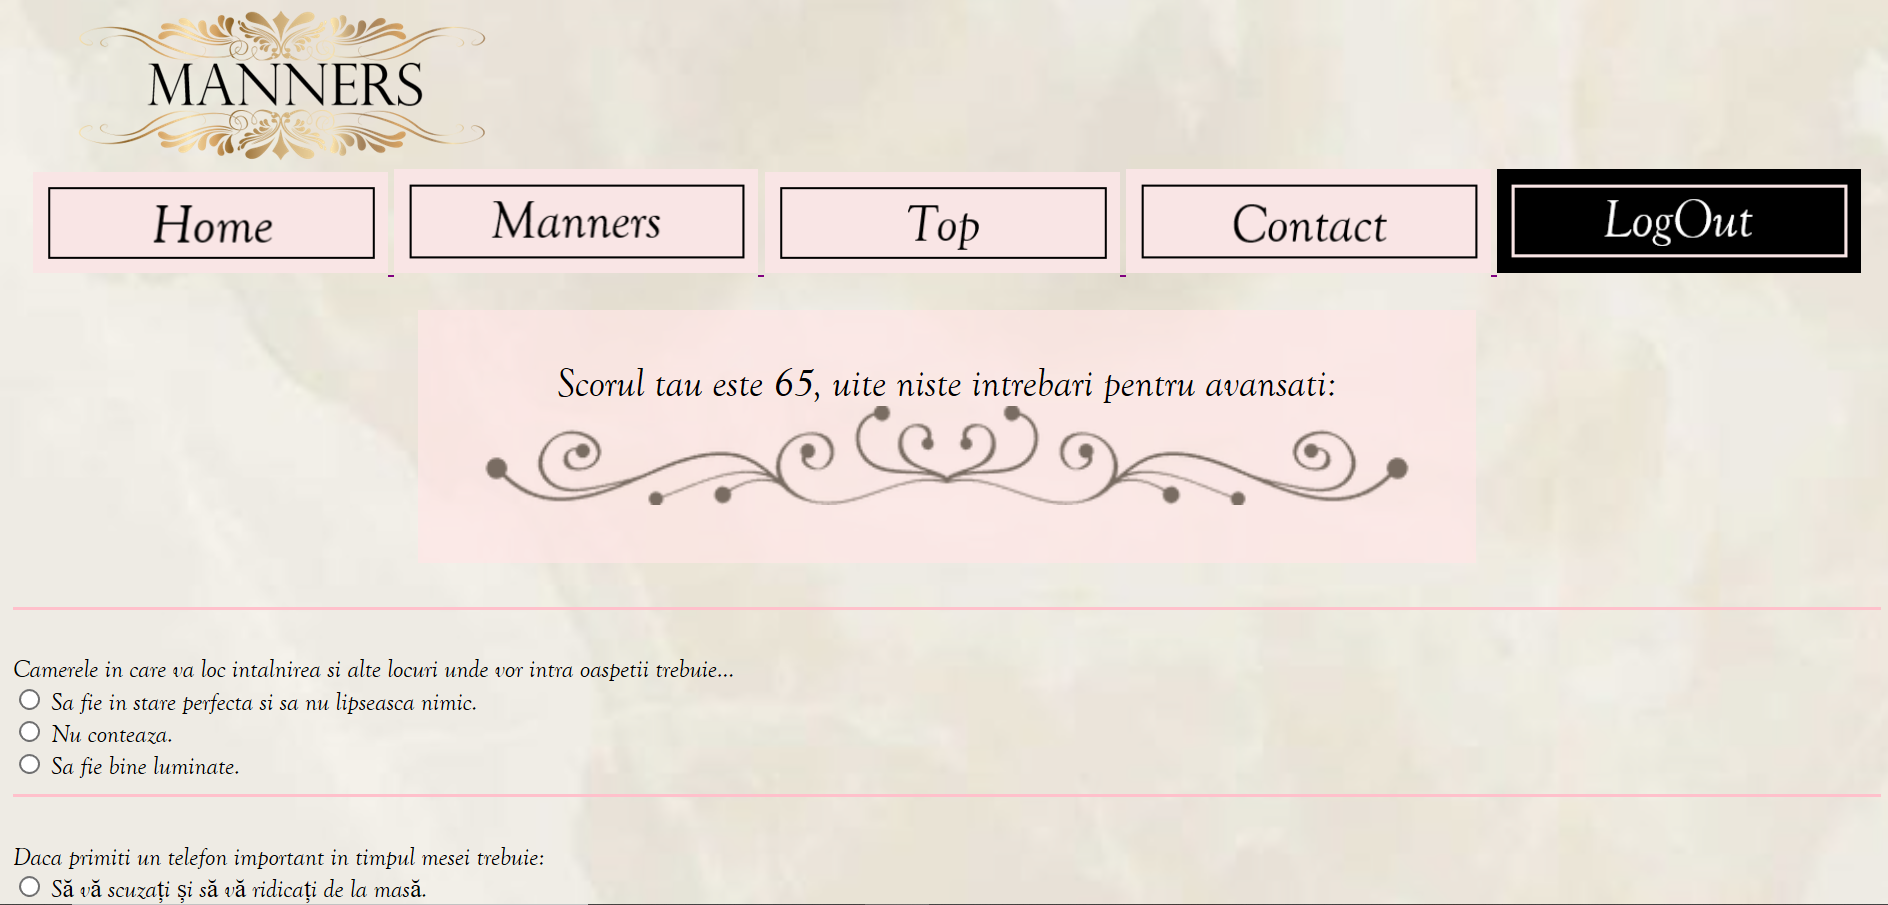 MANNERS
Home
Manners
Top
Contact
LogOut
Scorul tau este 65, uite niste intrebari pentru avansati:
Camerele in care va loc intalnirea si alte locuri unde vor intra oaspetii trebuie...
Sa fie in stare perfecta si sa nu lipseasca nimic.
Nu conteaza.
Sa fie bine luminate.
Daca primiti un telefon important in timpul mesei trebuie:
Să vă scuzați și să vă ridicați de la masă.